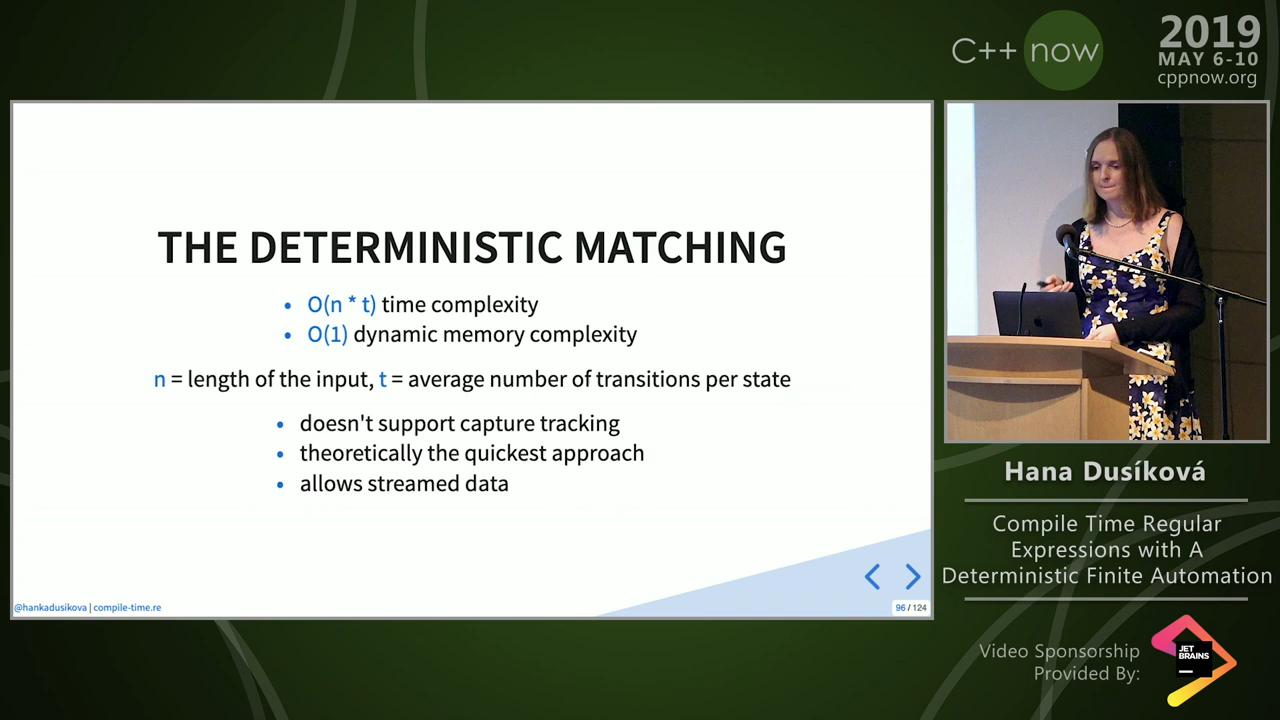 C++ now
2019
MAY 6-10
cppnow.org
THE DETERMINISTIC MATCHING
• O(n * t) time complexity
• O(1) dynamic memory complexity
n = length of the input, t = average number of transitions per state
• doesn't support capture tracking
• theoretically the quickest approach
• allows streamed data
@hankadusikova | compile-time.re
96 / 124
Hana Dusíková
Compile Time Regular
Expressions with A
Deterministic Finite Automation
Video Sponsorship
Provided By:
JET
BRAINS